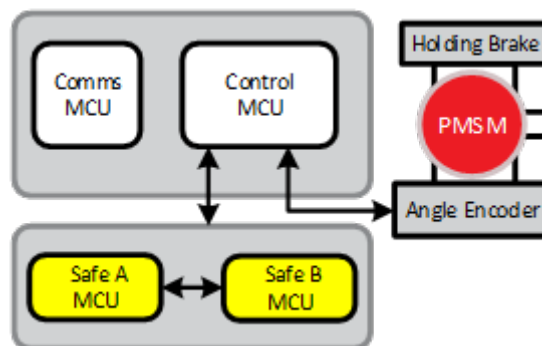 Comms
MCU
Control
MCU
Holding Brake
PMSM
Angle Encoder
Safe A
MCU
Safe B
MCU